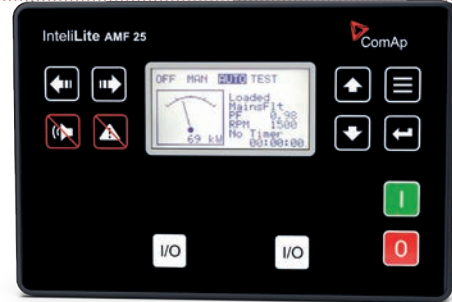 InteliLite AMF 25
ComAp
OFF MAN AUTO TEST
Loaded
MainsFlt
PF 0.98
RPM 1500
No Timer
00:00:00
69 kW
I
I/O
I/O
0